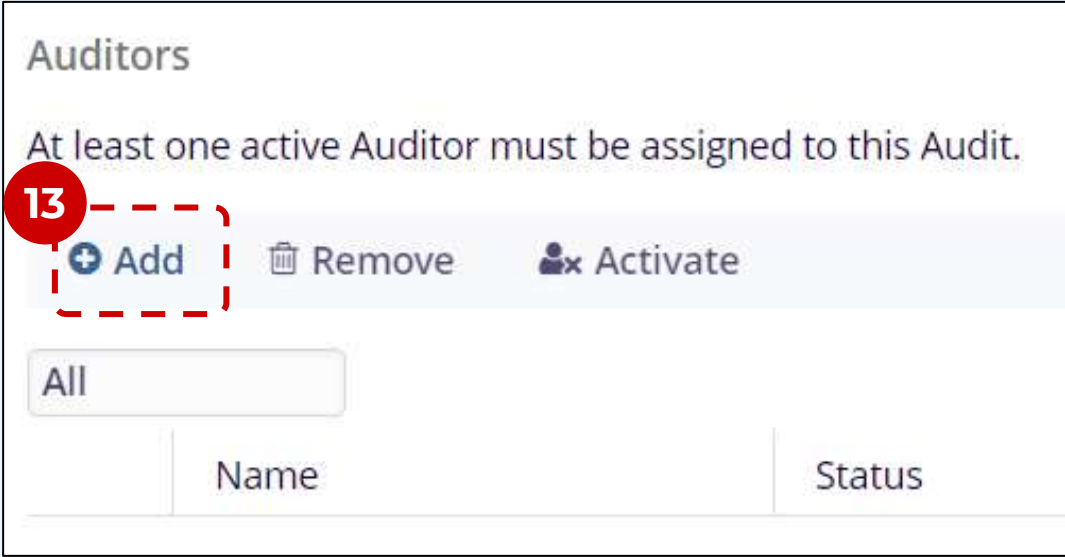 Auditors
At least one active Auditor must be assigned to this Audit.
13
Add Remove Activate
All
Name Status